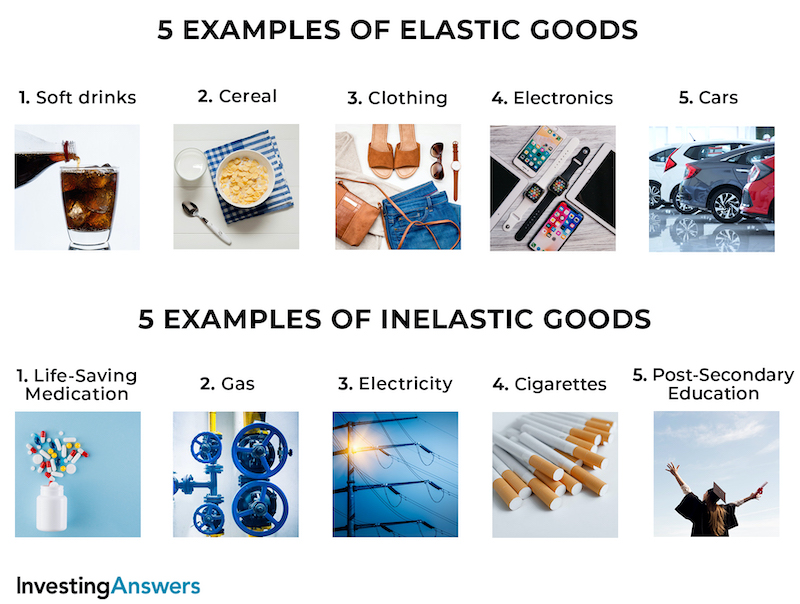 5 EXAMPLES OF ELASTIC GOODS
1. Soft drinks
2. Cereal
3. Clothing
4. Electronics
5. Cars
5 EXAMPLES OF INELASTIC GOODS
1. Life-Saving
Medication
2. Gas
3. Electricity
4. Cigarettes
5. Post-Secondary
Education
InvestingAnswers